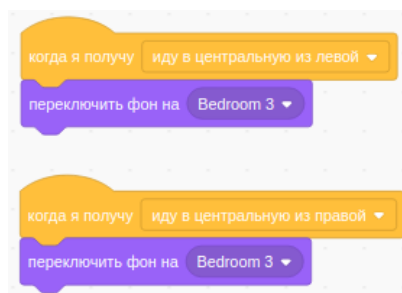 когда я получу иду в центральную из левой
переключить фон на Bedroom 3
когда я получу иду в центральную из правой
переключить фон на Bedroom 3